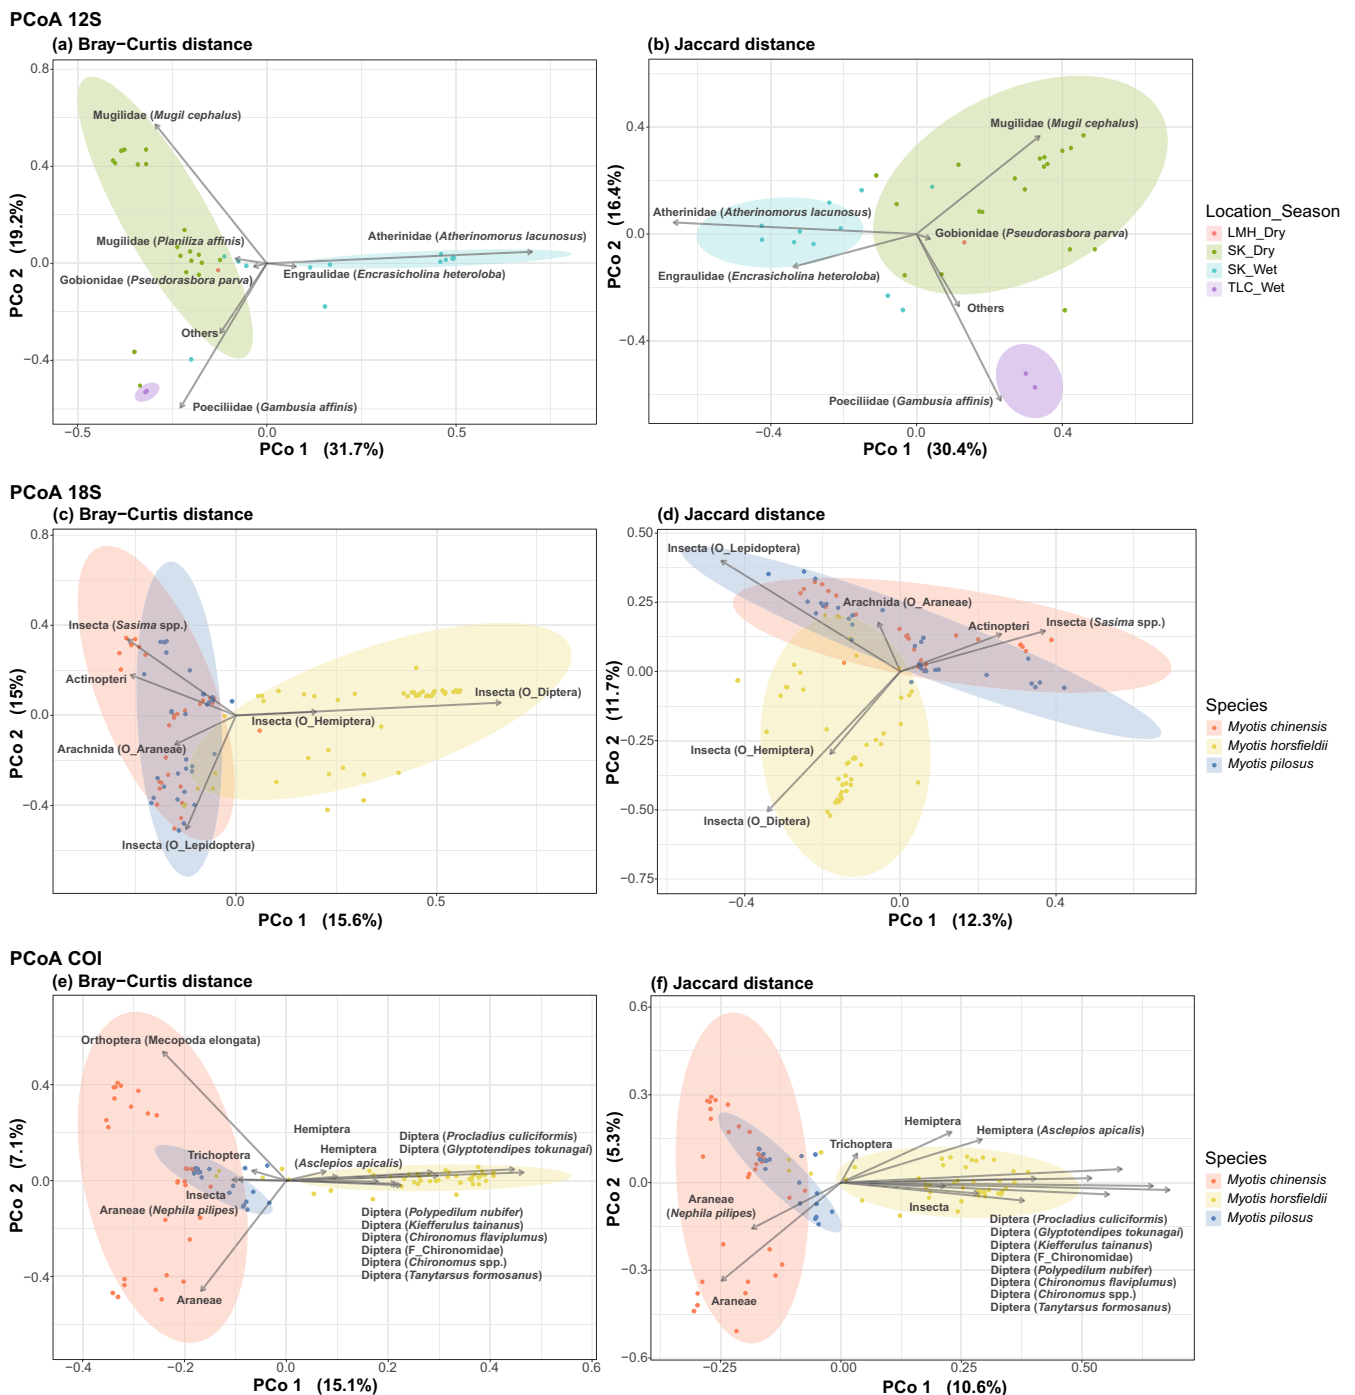 PCoA 12S
(a) Bray−Curtis distance
0.8
0.4
0.0
−0.4
−0.5
0.0
0.5
PCo 2 (19.2%)
PCo 1 (31.7%)
Mugilidae (Mugil cephalus)
Mugilidae (Planiliza affinis)
Gobionidae (Pseudorasbora parva)
Atherinidae (Atherinomorus lacunosus)
Engraulidae (Encrasicholina heteroloba)
Others
Poeciliidae (Gambusia affinis)
(b) Jaccard distance
0.4
0.0
−0.4
−0.4
0.0
0.4
PCo 2 (16.4%)
PCo 1 (30.4%)
Mugilidae (Mugil cephalus)
Atherinidae (Atherinomorus lacunosus)
Gobionidae (Pseudorasbora parva)
Engraulidae (Encrasicholina heteroloba)
Others
Poeciliidae (Gambusia affinis)
Location_Season
LMH_Dry
SK_Dry
SK_Wet
TLC_Wet
PCoA 18S
(c) Bray−Curtis distance
0.8
0.4
0.0
−0.4
0.0
0.5
PCo 2 (15%)
PCo 1 (15.6%)
Insecta (Sasima spp.)
Actinopteri
Insecta (O_Diptera)
Insecta (O_Hemiptera)
Arachnida (O_Araneae)
Insecta (O_Lepidoptera)
(d) Jaccard distance
0.50
0.25
0.00
−0.25
−0.50
−0.75
−0.4
0.0
0.4
PCo 2 (11.7%)
PCo 1 (12.3%)
Insecta (O_Lepidoptera)
Arachnida (O_Araneae)
Actinopteri
Insecta (Sasima spp.)
Insecta (O_Hemiptera)
Insecta (O_Diptera)
Species
Myotis chinensis
Myotis horsfieldii
Myotis pilosus
PCoA COI
(e) Bray−Curtis distance
0.4
0.0
−0.4
−0.4
−0.2
0.0
0.2
0.4
0.6
PCo 2 (7.1%)
PCo 1 (15.1%)
Orthoptera (Mecopoda elongata)
Hemiptera
Hemiptera
(Asclepios apicalis)
Diptera (Procladius culiciformis)
Diptera (Glyptotendipes tokunagai)
Trichoptera
Insecta
Araneae (Nephila pilipes)
Diptera (Polypedilum nubifer)
Diptera (Kiefferulus tainanus)
Diptera (Chironomus flaviplumus)
Diptera (F_Chironomidae)
Diptera (Chironomus spp.)
Diptera (Tanytarsus formosanus)
Araneae
(f) Jaccard distance
0.6
0.3
0.0
−0.3
−0.6
−0.25
0.00
0.25
0.50
PCo 2 (5.3%)
PCo 1 (10.6%)
Hemiptera
Hemiptera (Asclepios apicalis)
Trichoptera
Araneae
(Nephila pilipes)
Insecta
Diptera (Procladius culiciformis)
Diptera (Glyptotendipes tokunagai)
Diptera (Kiefferulus tainanus)
Diptera (F_Chironomidae)
Diptera (Polypedilum nubifer)
Diptera (Chironomus flaviplumus)
Diptera (Chironomus spp.)
Diptera (Tanytarsus formosanus)
Araneae
Species
Myotis chinensis
Myotis horsfieldii
Myotis pilosus